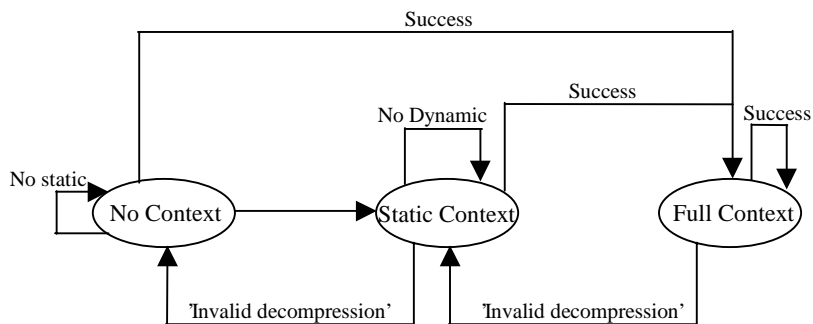 Success
Success
No Dynamic
Success
No static
No Context
Static Context
Full Context
’Invalid decompression’
’Invalid decompression’